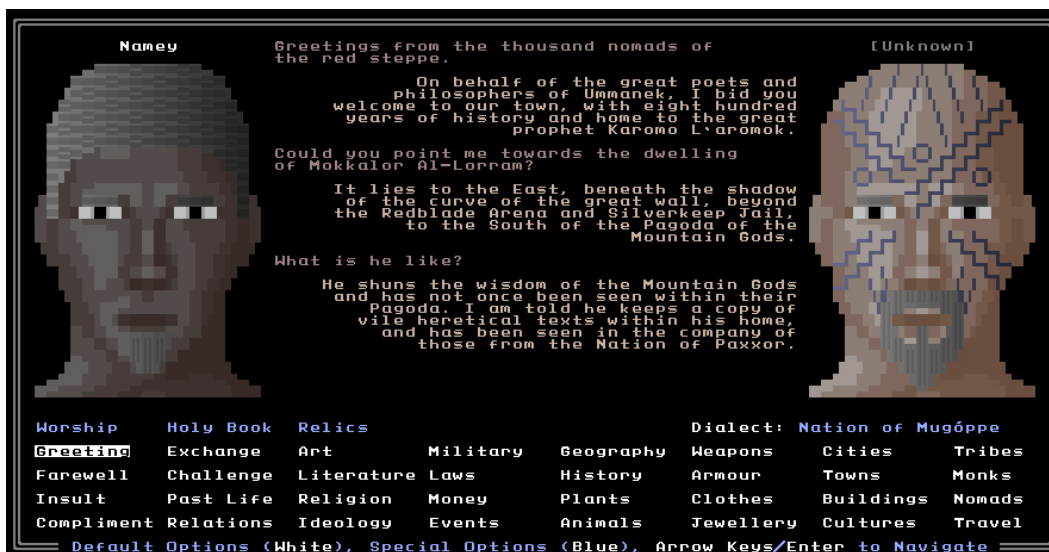 Namey
[Unknown]
Greetings from the thousand nomads of
the red steppe.
On behalf of the great poets and
philosophers of Ummanek, I bid you
welcome to our town, with eight hundred
years of history and home to the great
prophet Karomo L`aromok.
Could you point me towards the dwelling
of Mokkalor Al-Lorram?
It lies to the East, beneath the shadow
of the curve of the great wall, beyond
the Redblade Arena and Silverkeep Jail,
to the South of the Pagoda of the
Mountain Gods.
What is he like?
He shuns the wisdom of the Mountain Gods
and has not once been seen within their
Pagoda. I am told he keeps a copy of
vile heretical texts within his home,
and has been seen in the company of
those from the Nation of Paxxor.
Worship Holy Book Relics Dialect: Nation of Mugóppe
Greeting Exchange Art Military Geography Weapons Cities Tribes
Farewell Challenge Literature Laws History Armour Towns Monks
Insult Past Life Religion Money Plants Clothes Buildings Nomads
Compliment Relations Ideology Events Animals Jewellery Cultures Travel
Default Options (White), Special Options (Blue), Arrow Keys/Enter to Navigate